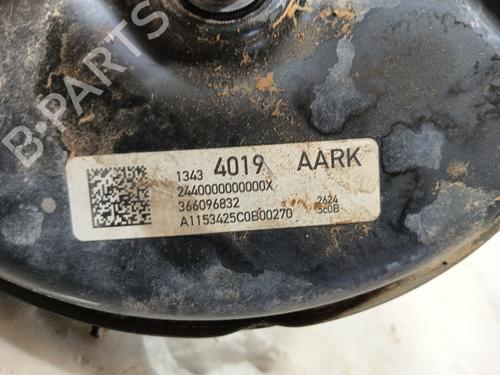 B-PARTS
1343 4019 AARK
2440000000000X
366096832 2624
A1153425C0B00270 5c0B